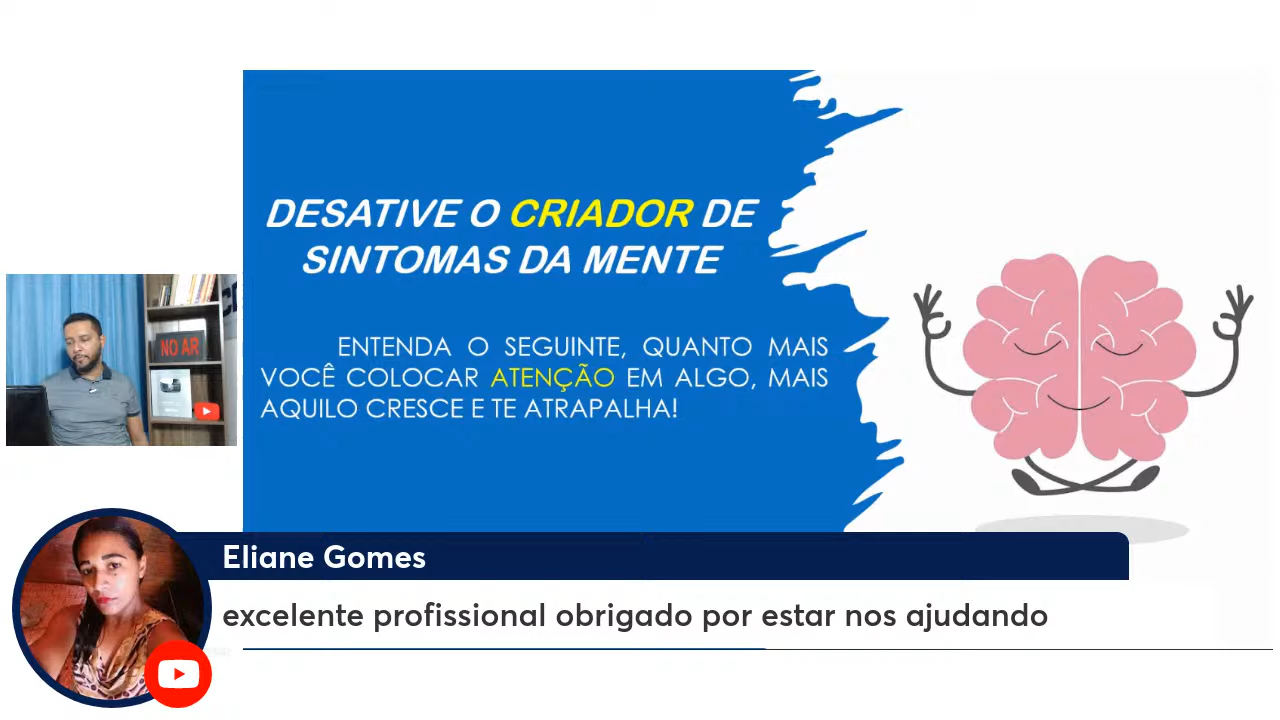 DESATIVE O CRIADOR DE
SINTOMAS DA MENTE
ENTENDA O SEGUINTE, QUANTO MAIS
VOCÊ COLOCAR ATENÇÃO EM ALGO, MAIS
AQUILO CRESCE E TE ATRAPALHA!
NO AR
Eliane Gomes
excelente profissional obrigado por estar nos ajudando